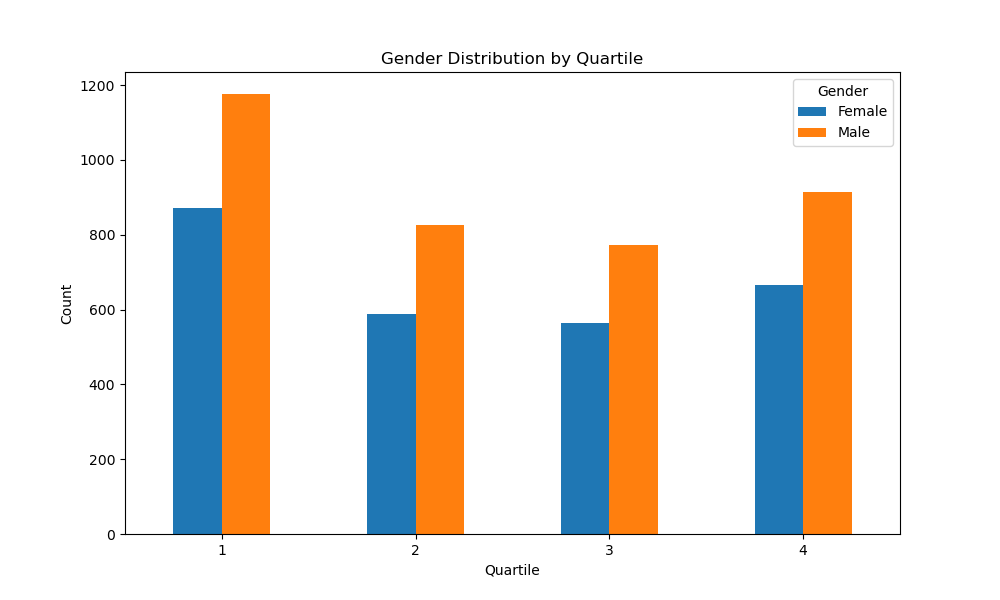 Gender Distribution by Quartile
Gender
Female
Male
1200
1000
800
600
400
200
0
Count
1 2 3 4
Quartile